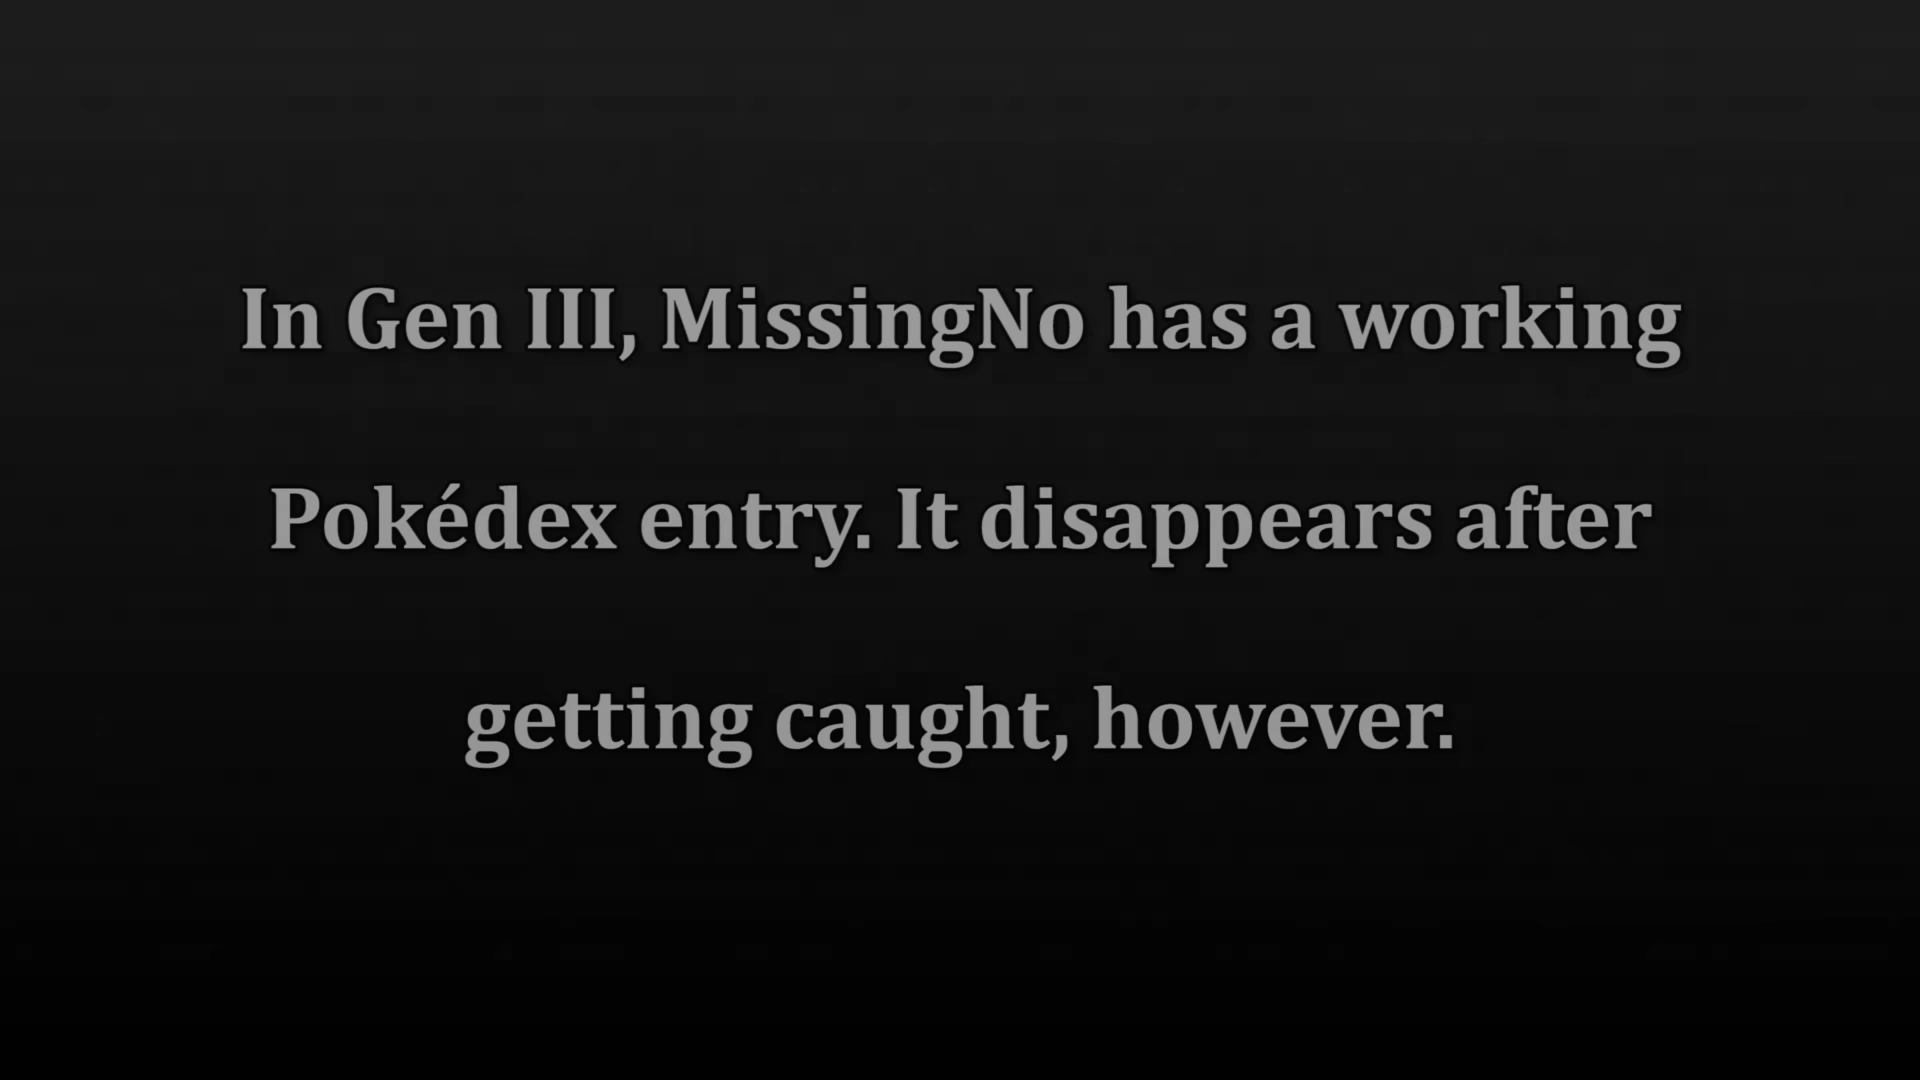 In Gen III, MissingNo has a working
Pokédex entry. It disappears after
getting caught, however.